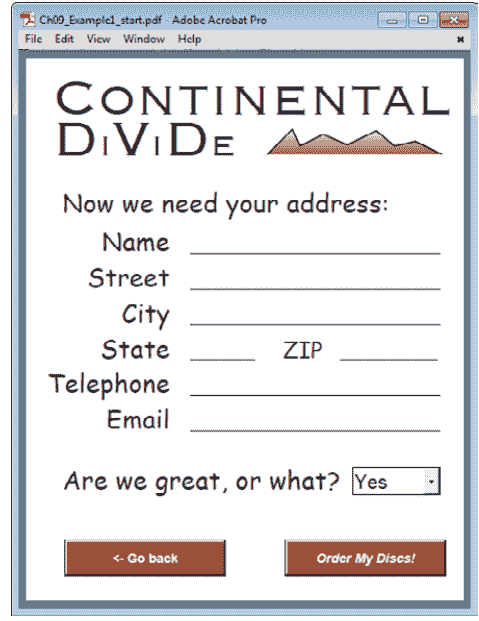 Ch09_Example1_start.pdf - Adobe Acrobat Pro
File Edit View Window Help
CONTINENTAL
DiViDe
Now we need your address:
Name
Street
City
State ZIP
Telephone
Email
Are we great, or what? Yes
<- Go back Order My Discs!